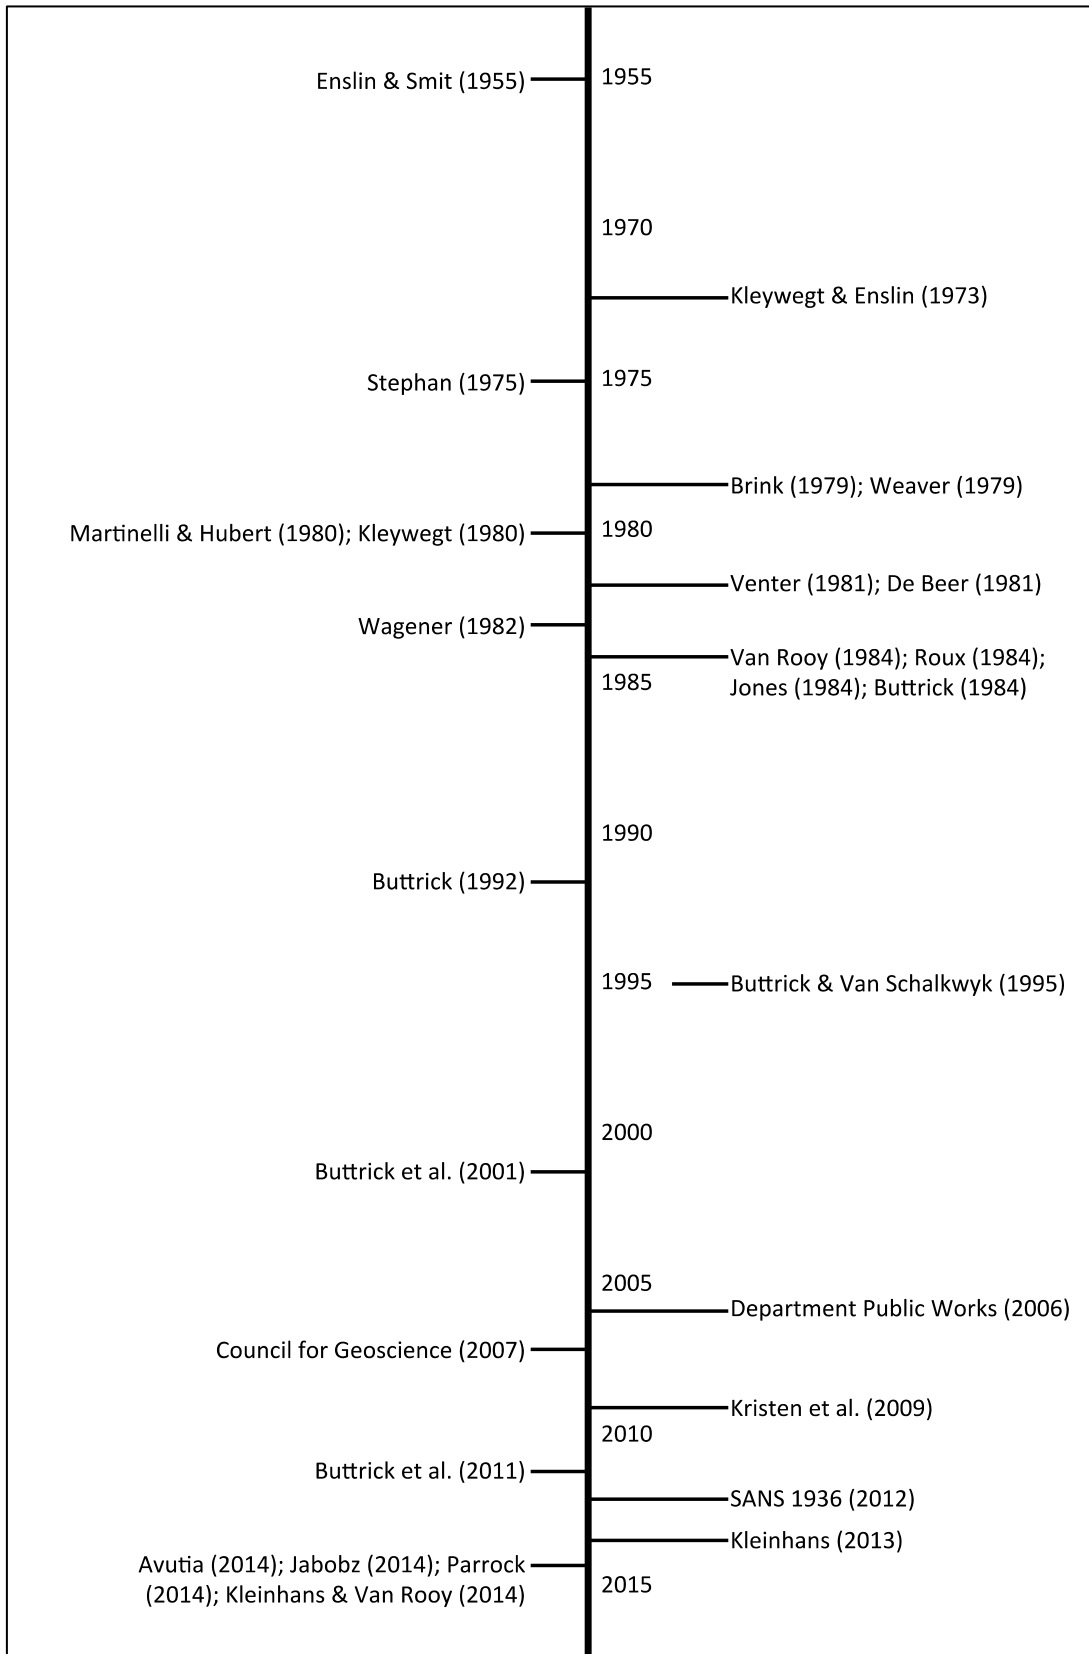 Enslin & Smit (1955)
1955
1970
Kleywegt & Enslin (1973)
Stephan (1975)
1975
Brink (1979); Weaver (1979)
Martinelli & Hubert (1980); Kleywegt (1980)
1980
Venter (1981); De Beer (1981)
Wagener (1982)
Van Rooy (1984); Roux (1984);
Jones (1984); Buttrick (1984)
1985
1990
Buttrick (1992)
1995
Buttrick & Van Schalkwyk (1995)
2000
Buttrick et al. (2001)
2005
Department Public Works (2006)
Council for Geoscience (2007)
Kristen et al. (2009)
2010
Buttrick et al. (2011)
SANS 1936 (2012)
Kleinhans (2013)
Avutia (2014); Jabobz (2014); Parrock
(2014); Kleinhans & Van Rooy (2014)
2015